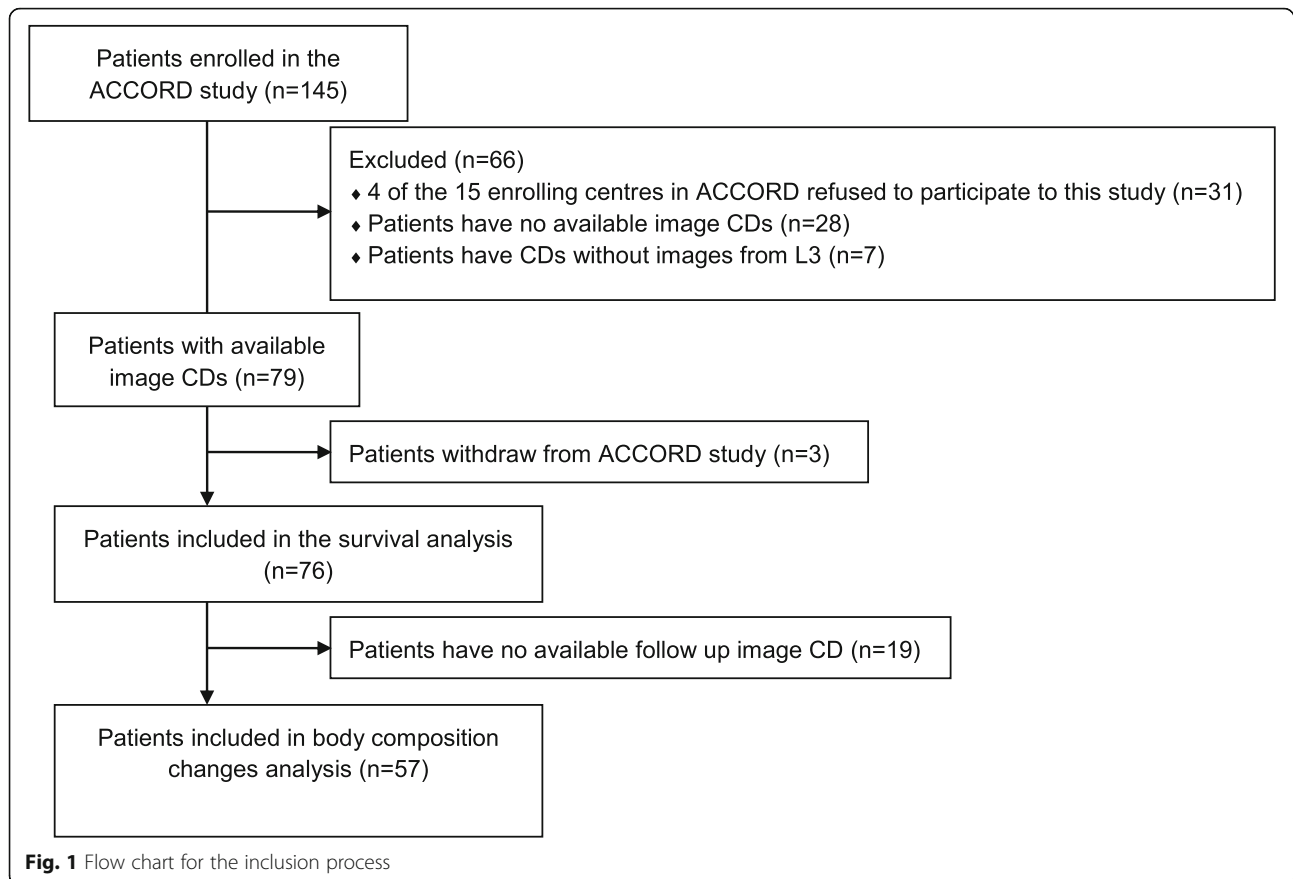 Patients enrolled in the
ACCORD study (n=145)
Excluded (n=66)
♦ 4 of the 15 enrolling centres in ACCORD refused to participate to this study (n=31)
♦ Patients have no available image CDs (n=28)
♦ Patients have CDs without images from L3 (n=7)
Patients with available
image CDs (n=79)
Patients withdraw from ACCORD study (n=3)
Patients included in the survival analysis
(n=76)
Patients have no available follow up image CD (n=19)
Patients included in body composition
changes analysis (n=57)
Fig. 1 Flow chart for the inclusion process